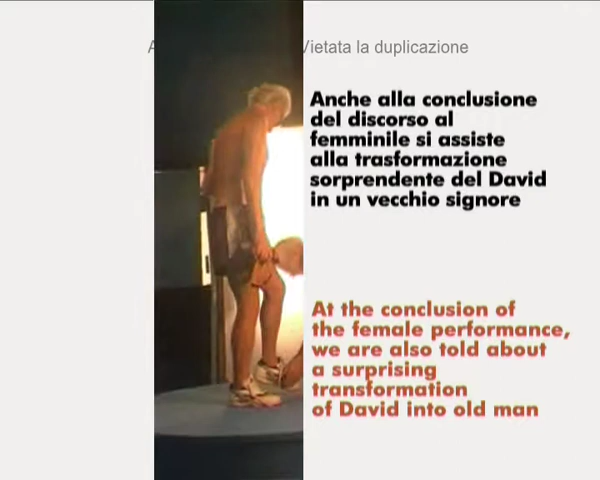 Vietata la duplicazione
Anche alla conclusione
del discorso al
femminile si assiste
alla trasformazione
sorprendente del David
in un vecchio signore
At the conclusion of
the female performance,
we are also told about
a surprising
transformation
of David into old man